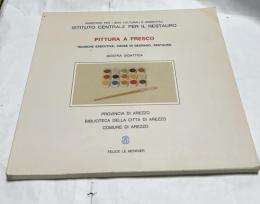 MINISTERO PER I BENI CULTURALI E AMBIENTALI
ISTITUTO CENTRALE PER IL RESTAURO
PITTURA A FRESCO
TECNICHE ESECUTIVE, CAUSE DI DEGRADO, RESTAURO
MOSTRA DIDATTICA
PROVINCIA DI AREZZO
BIBLIOTECA DELLA CITTÀ DI AREZZO
COMUNE DI AREZZO
FELICE LE MONNIER